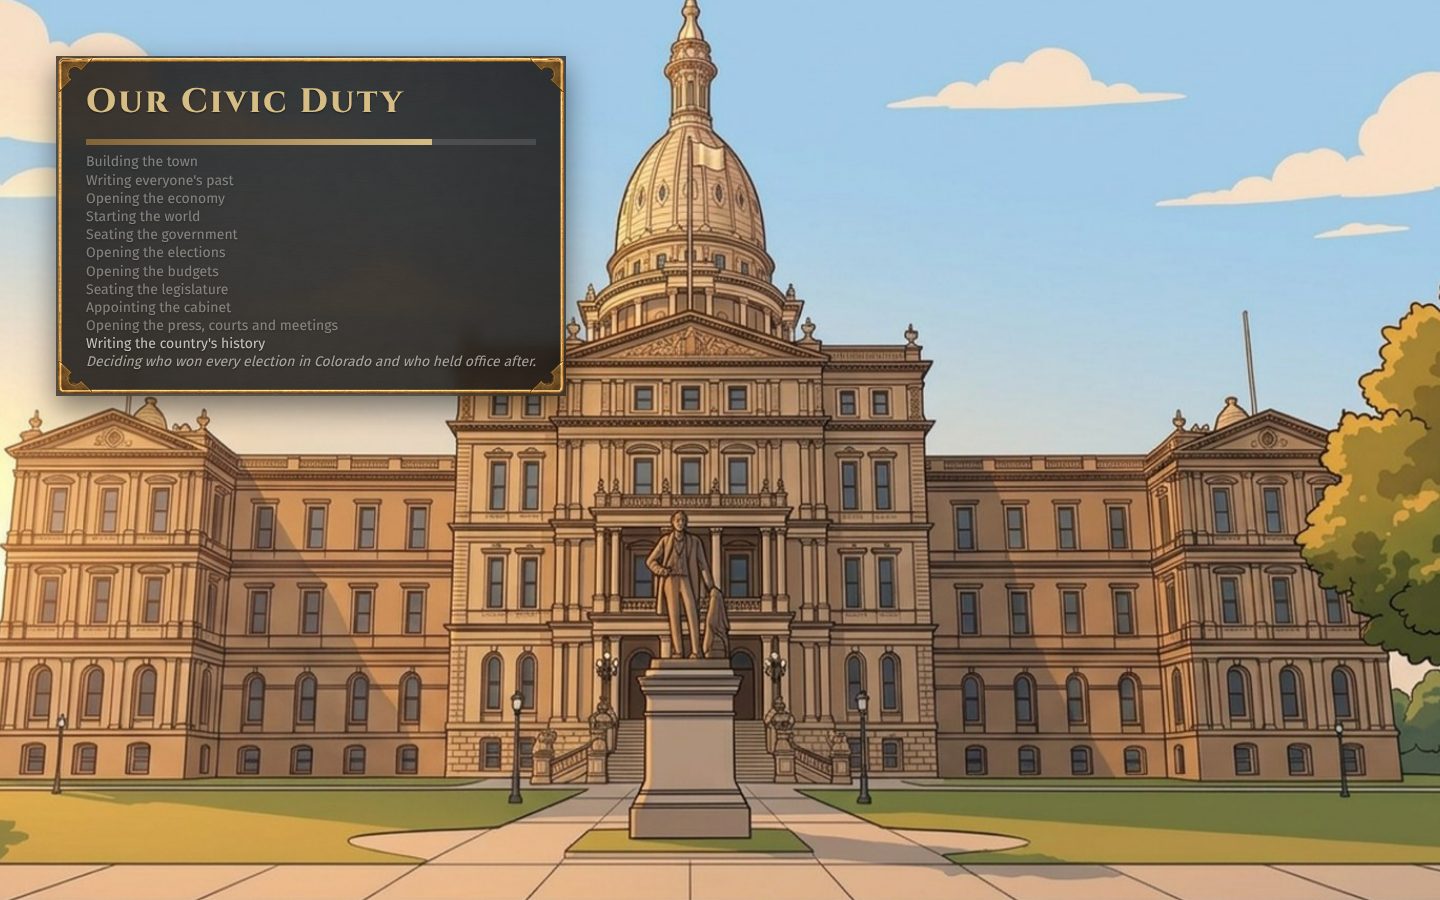 Our Civic Duty
Building the town
Writing everyone's past
Opening the economy
Starting the world
Seating the government
Opening the elections
Opening the budgets
Seating the legislature
Appointing the cabinet
Opening the press, courts and meetings
Writing the country's history
Deciding who won every election in Colorado and who held office after.